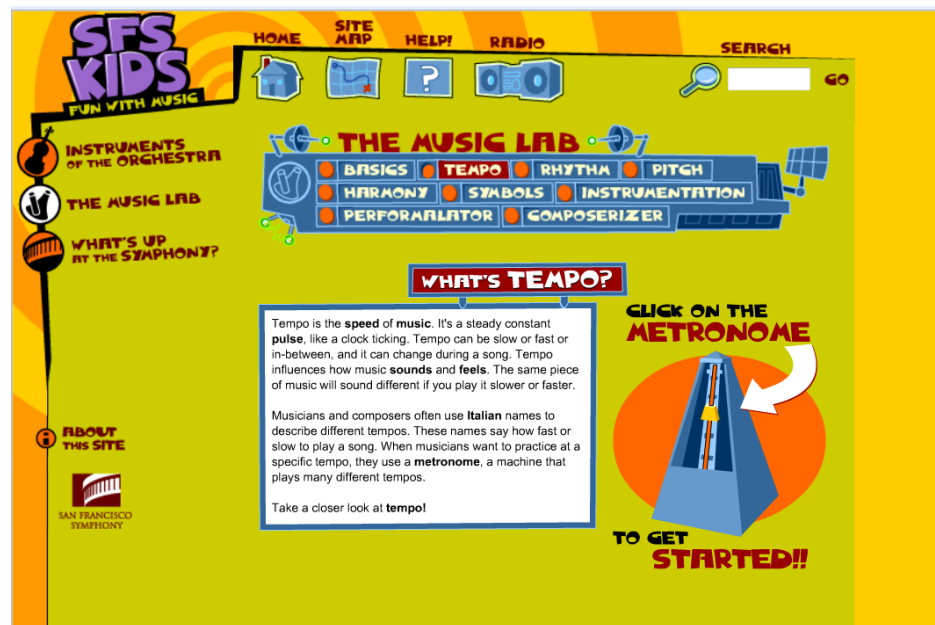 SFS
KIDS
FUN WITH MUSIC
HOME
SITE
MAP
HELP!
RADIO
SEARCH
GO
?
INSTRUMENTS
OF THE ORCHESTRA
THE MUSIC LAB
WHAT'S UP
AT THE SYMPHONY?
ABOUT
THIS SITE
SAN FRANCISCO
SYMPHONY
THE MUSIC LAB
BASICS TEMPO RHYTHM PITCH
HARMONY SYMBOLS INSTRUMENTATION
PERFORMALATOR COMPOSERIZER
WHAT'S TEMPO?
Tempo is the speed of music. It's a steady constant
pulse, like a clock ticking. Tempo can be slow or fast or
in-between, and it can change during a song. Tempo
influences how music sounds and feels. The same piece
of music will sound different if you play it slower or faster.
Musicians and composers often use Italian names to
describe different tempos. These names say how fast or
slow to play a song. When musicians want to practice at a
specific tempo, they use a metronome, a machine that
plays many different tempos.
Take a closer look at tempo!
CLICK ON THE
METRONOME
TO GET
STARTED!!